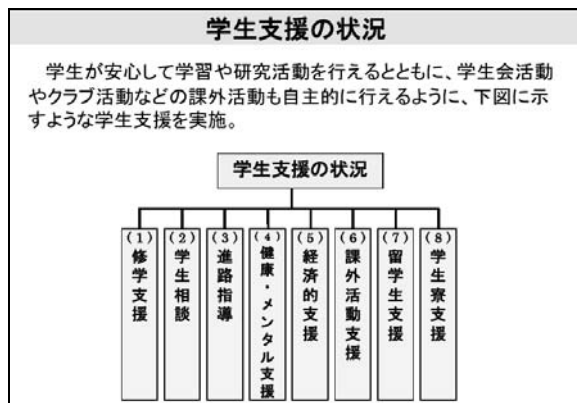 学生支援の状況
学生が安心して学習や研究活動を行えるとともに、学生会活動
やクラブ活動などの課外活動も自主的に行えるように、下図に示
すような学生支援を実施。
学生支援の状況
(1)修学支援
(2)学生相談
(3)進路指導
(4)健康・メンタル支援
(5)経済的支援
(6)課外活動支援
(7)留学生支援
(8)学生寮支援